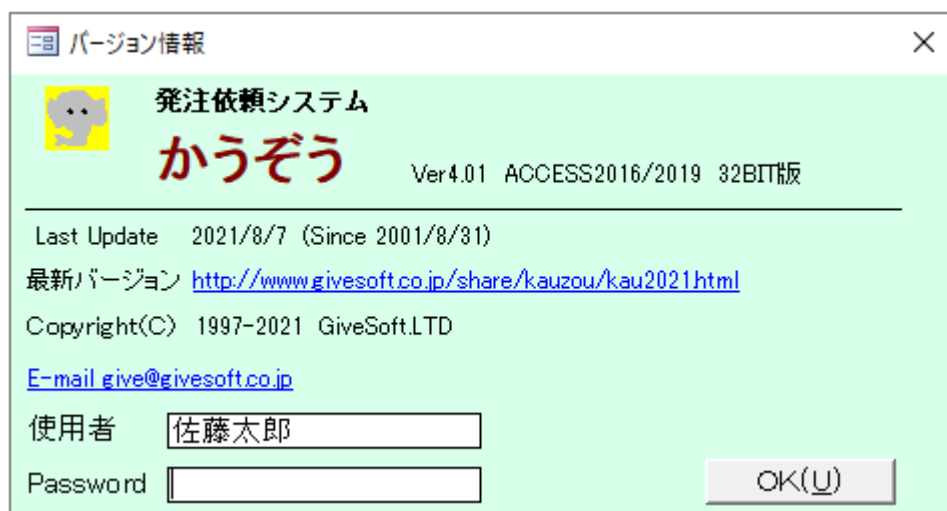 バージョン情報
発注依頼システム
かうぞう Ver4.01 ACCESS2016/2019 32BIT版
Last Update 2021/8/7 (Since 2001/8/31)
最新バージョン http://www.givesoft.co.jp/share/kauzou/kau2021.html
Copyright(C) 1997-2021 GiveSoft.LTD
E-mail give@givesoft.co.jp
使用者 佐藤太郎
Password
OK(U)